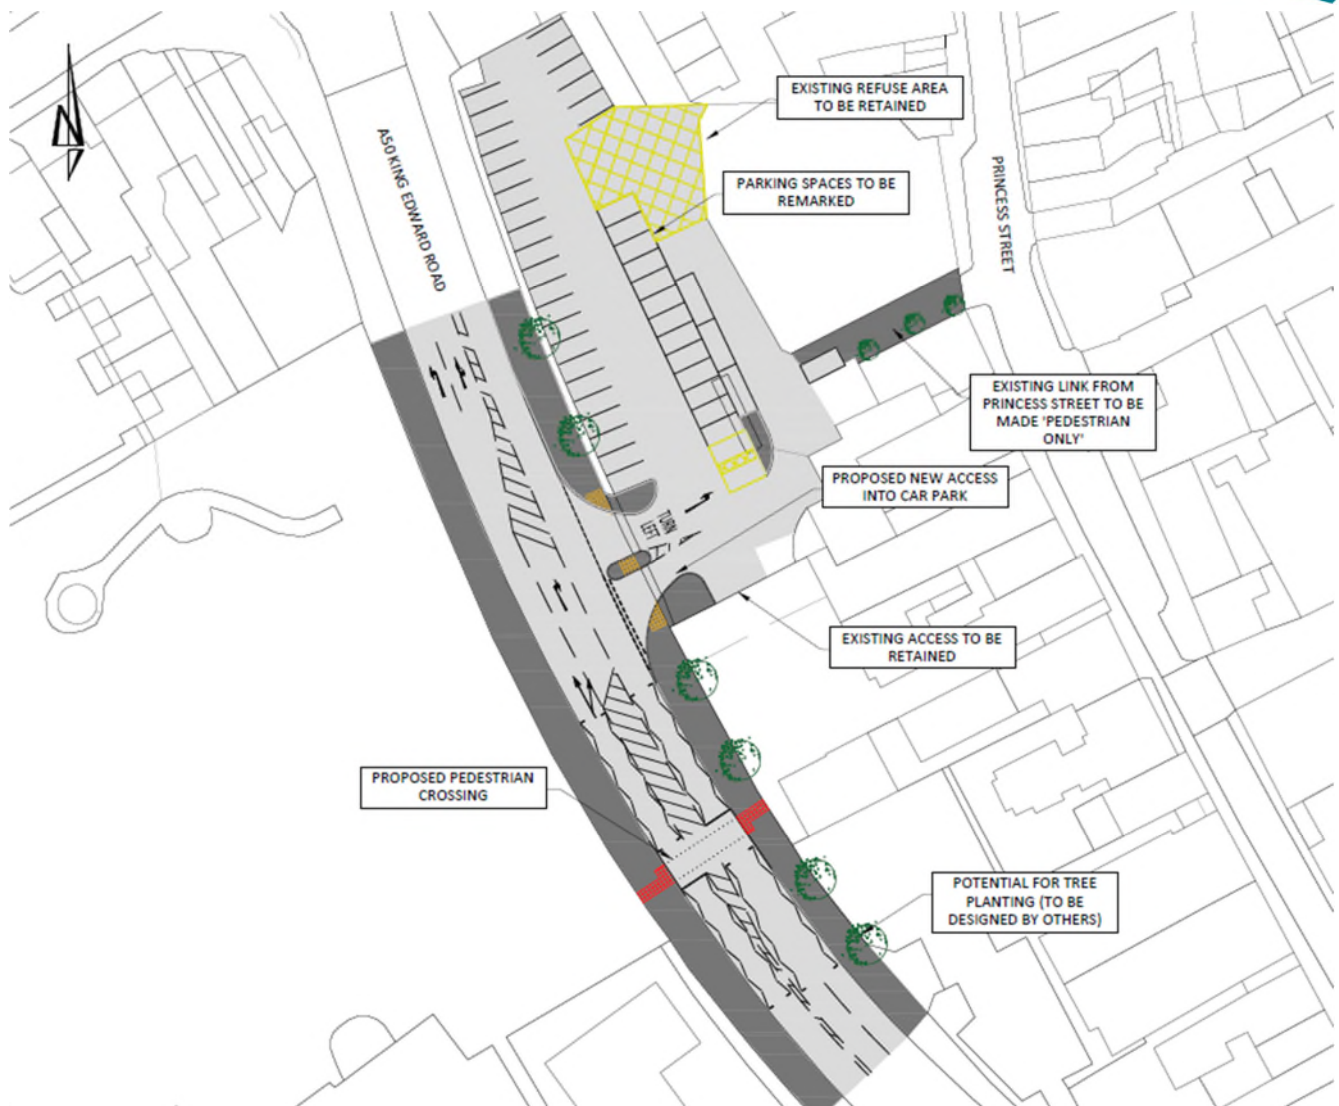 EXISTING REFUSE AREA
TO BE RETAINED
A50 KING EDWARD ROAD
N
PARKING SPACES TO BE
REMARKED
PRINCESS STREET
EXISTING LINK FROM
PRINCESS STREET TO BE
MADE 'PEDESTRIAN
ONLY'
PROPOSED NEW ACCESS
INTO CAR PARK
TURN
LEFT
EXISTING ACCESS TO BE
RETAINED
PROPOSED PEDESTRIAN
CROSSING
POTENTIAL FOR TREE
PLANTING (TO BE
DESIGNED BY OTHERS)